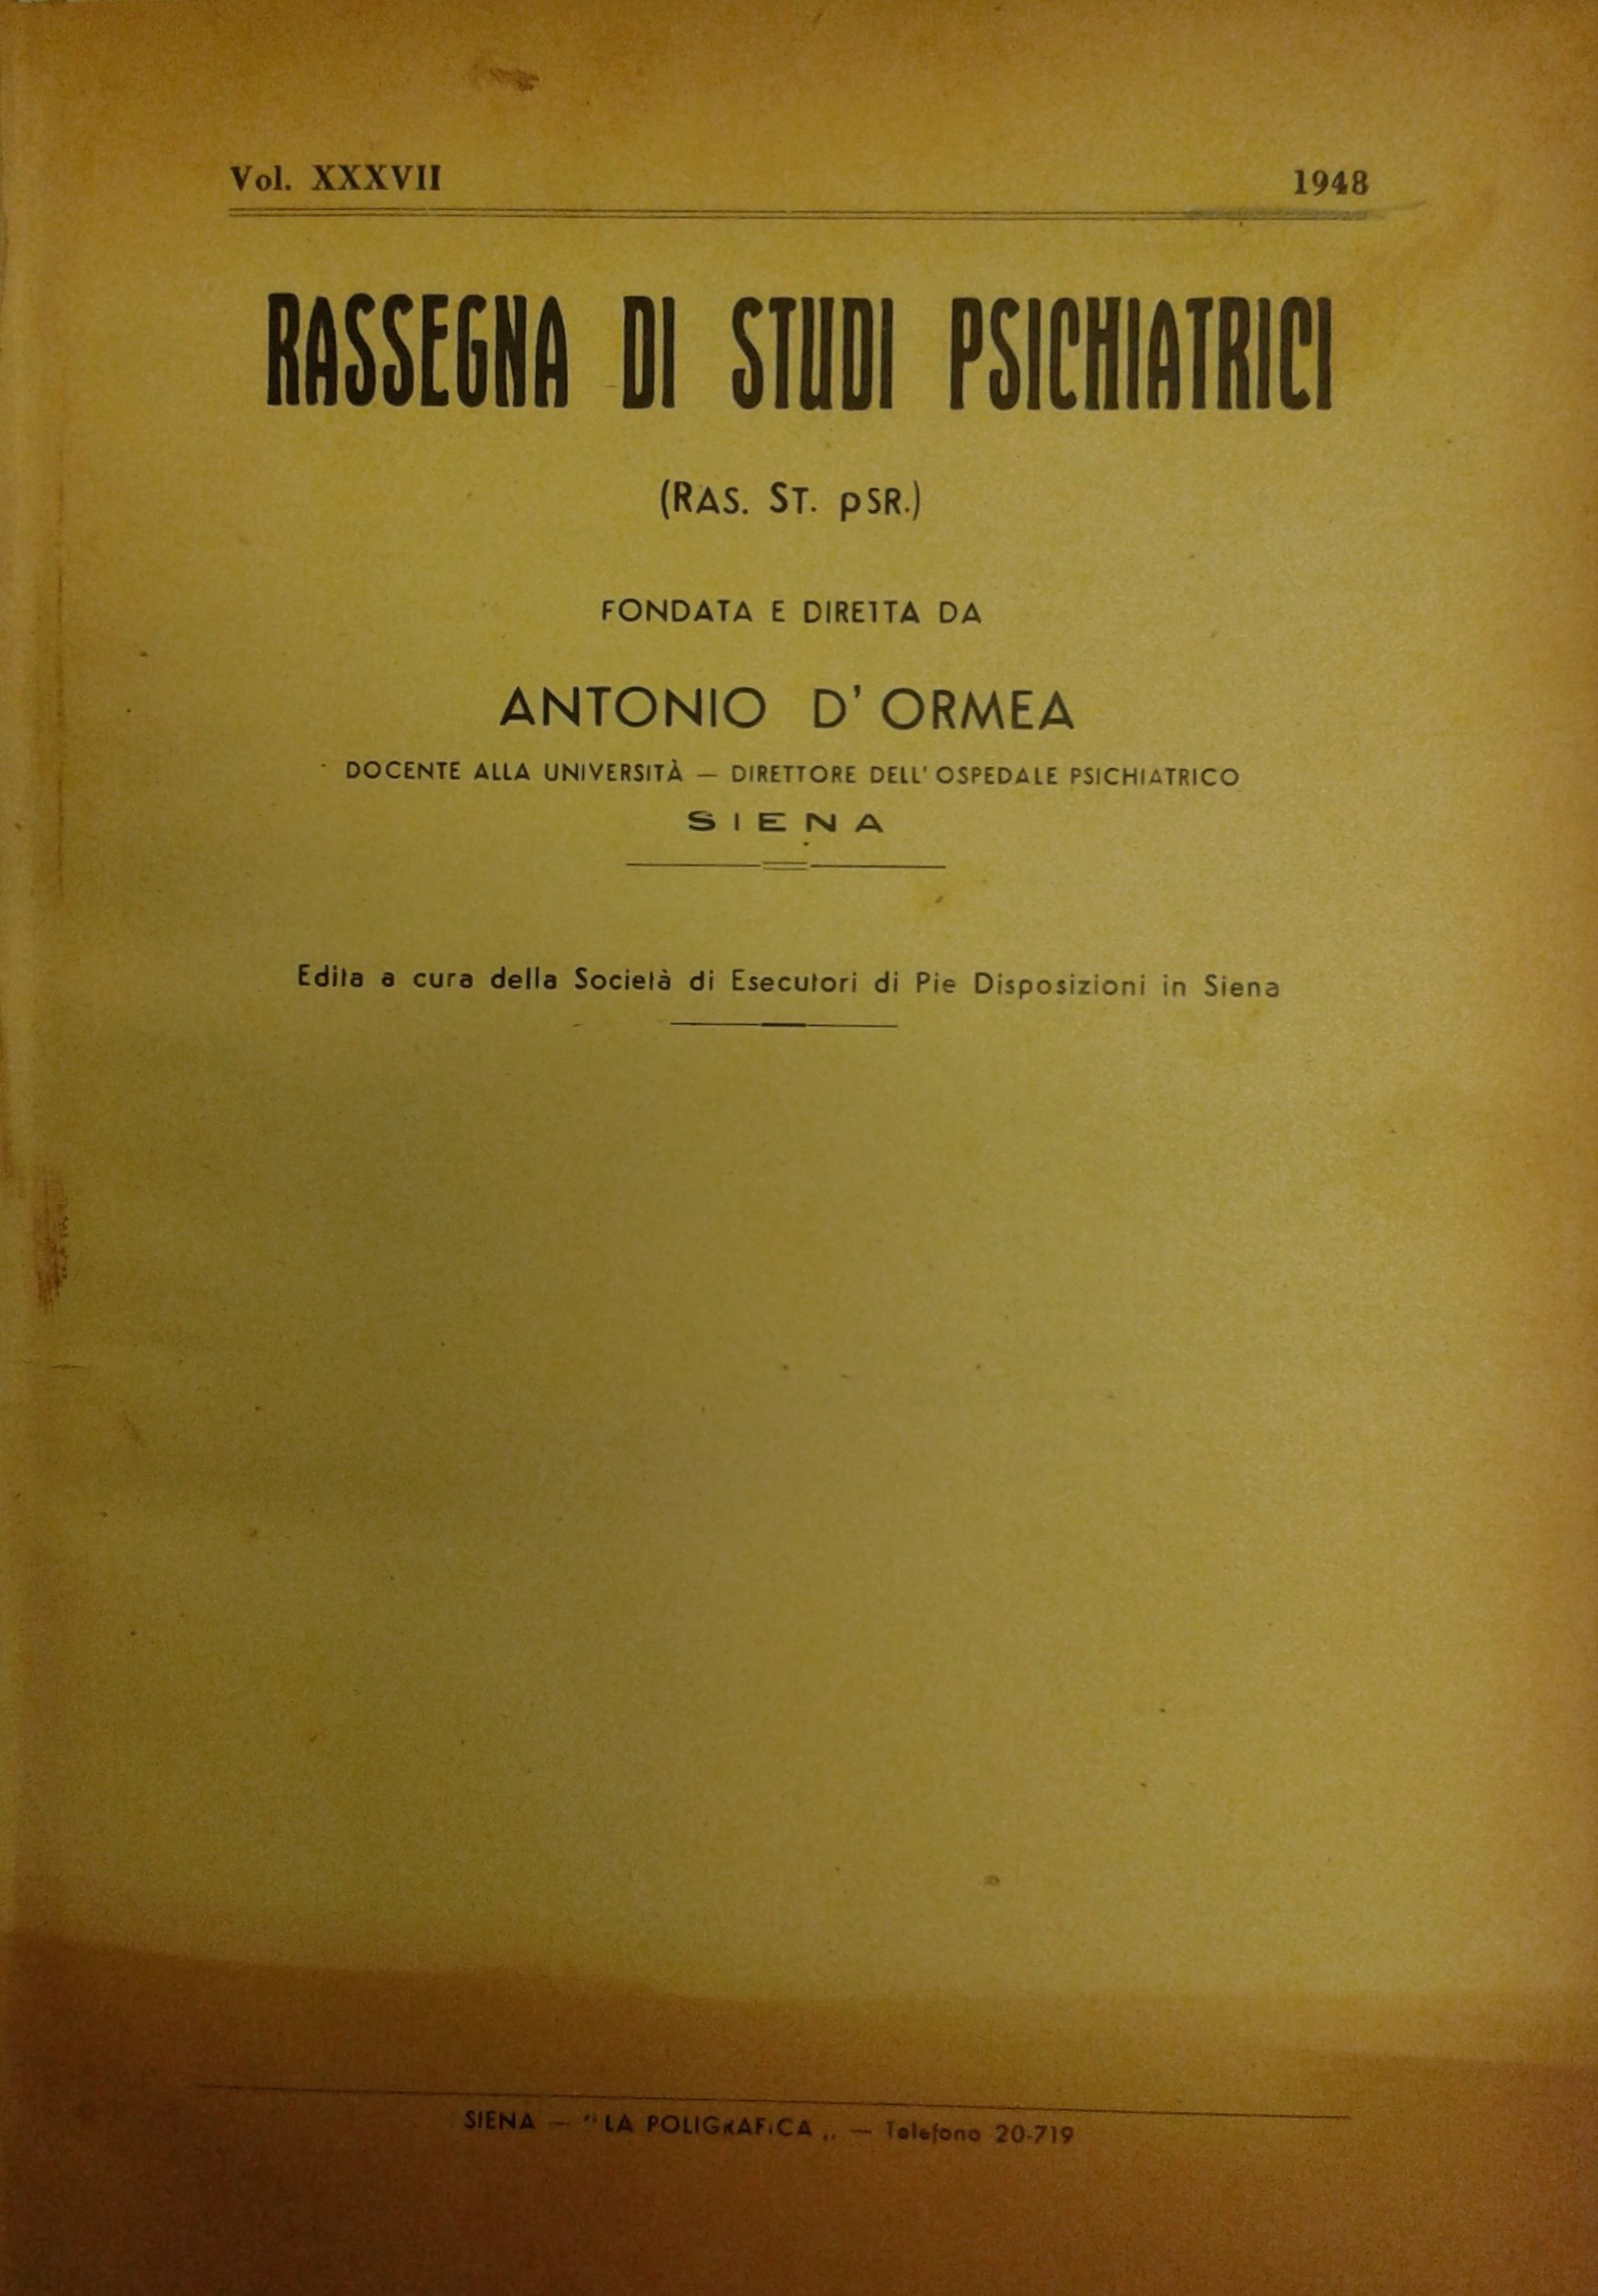 Vol. XXXVII 1948
RASSEGNA DI STUDI PSICHIATRICI
(RAS. ST. PSR.)
FONDATA E DIRETTA DA
ANTONIO D' ORMEA
DOCENTE ALLA UNIVERSITÀ — DIRETTORE DELL' OSPEDALE PSICHIATRICO
SIENA
Edita a cura della Società di Esecutori di Pie Disposizioni in Siena
SIENA — “ LA POLIGRAFICA „ — Telefono 20-719